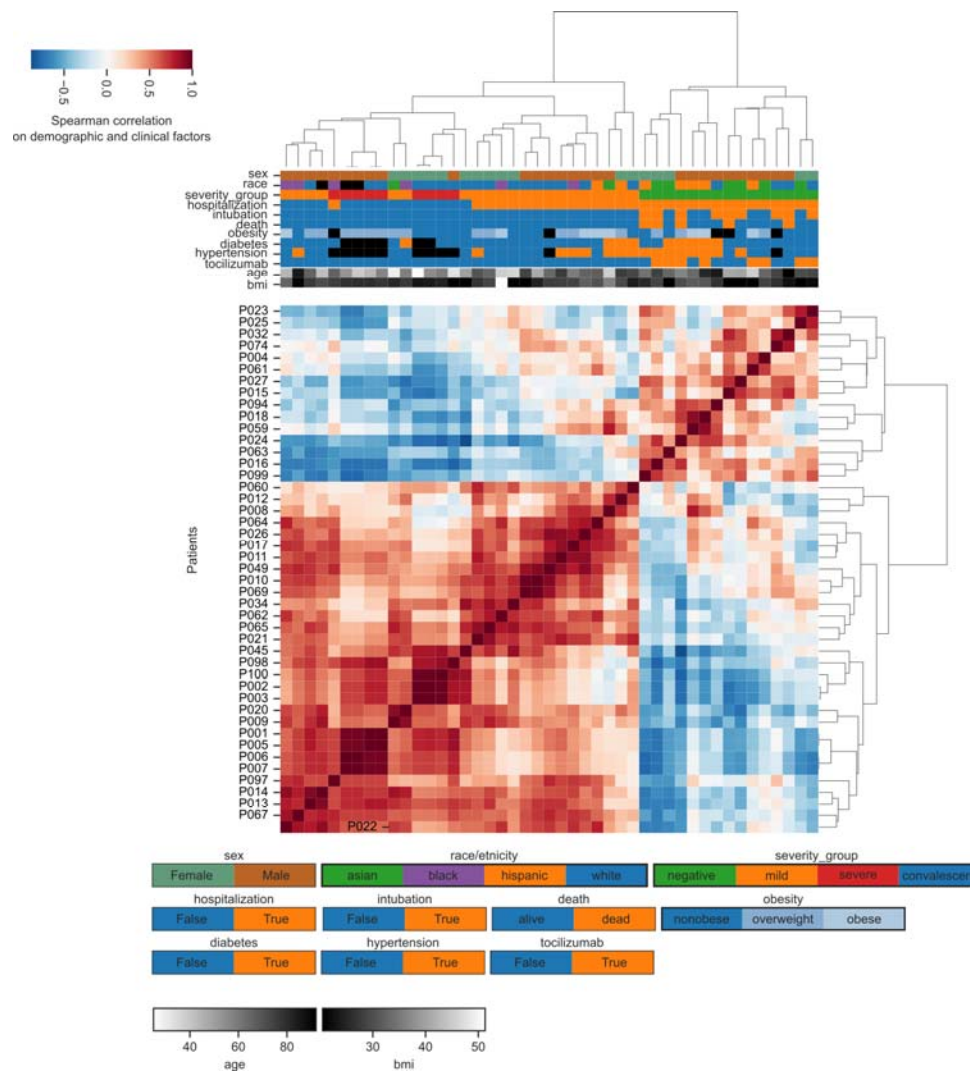 −0.5
0.0
0.5
1.0
Spearman correlation
on demographic and clinical factors
sex
race
severity_group
hospitalization
intubation
death
obesity
diabetes
hypertension
tocilizumab
age
bmi
P023
P025
P032
P074
P004
P061
P027
P015
P094
P018
P059
P024
P063
P016
P099
P060
P012
P008
P064
P026
P017
P011
P049
P010
P069
P034
P062
P065
P021
P045
P098
P100
P002
P003
P020
P009
P001
P005
P006
P007
P097
P014
P013
P067
P022
Patients
sex
Female Male
race/etnicity
asian black hispanic white
severity_group
negative mild severe convalescen
hospitalization
False True
intubation
False True
death
alive dead
obesity
nonobese overweight obese
diabetes
False True
hypertension
False True
tocilizumab
False True
40 60 80
age
30 40 50
bmi